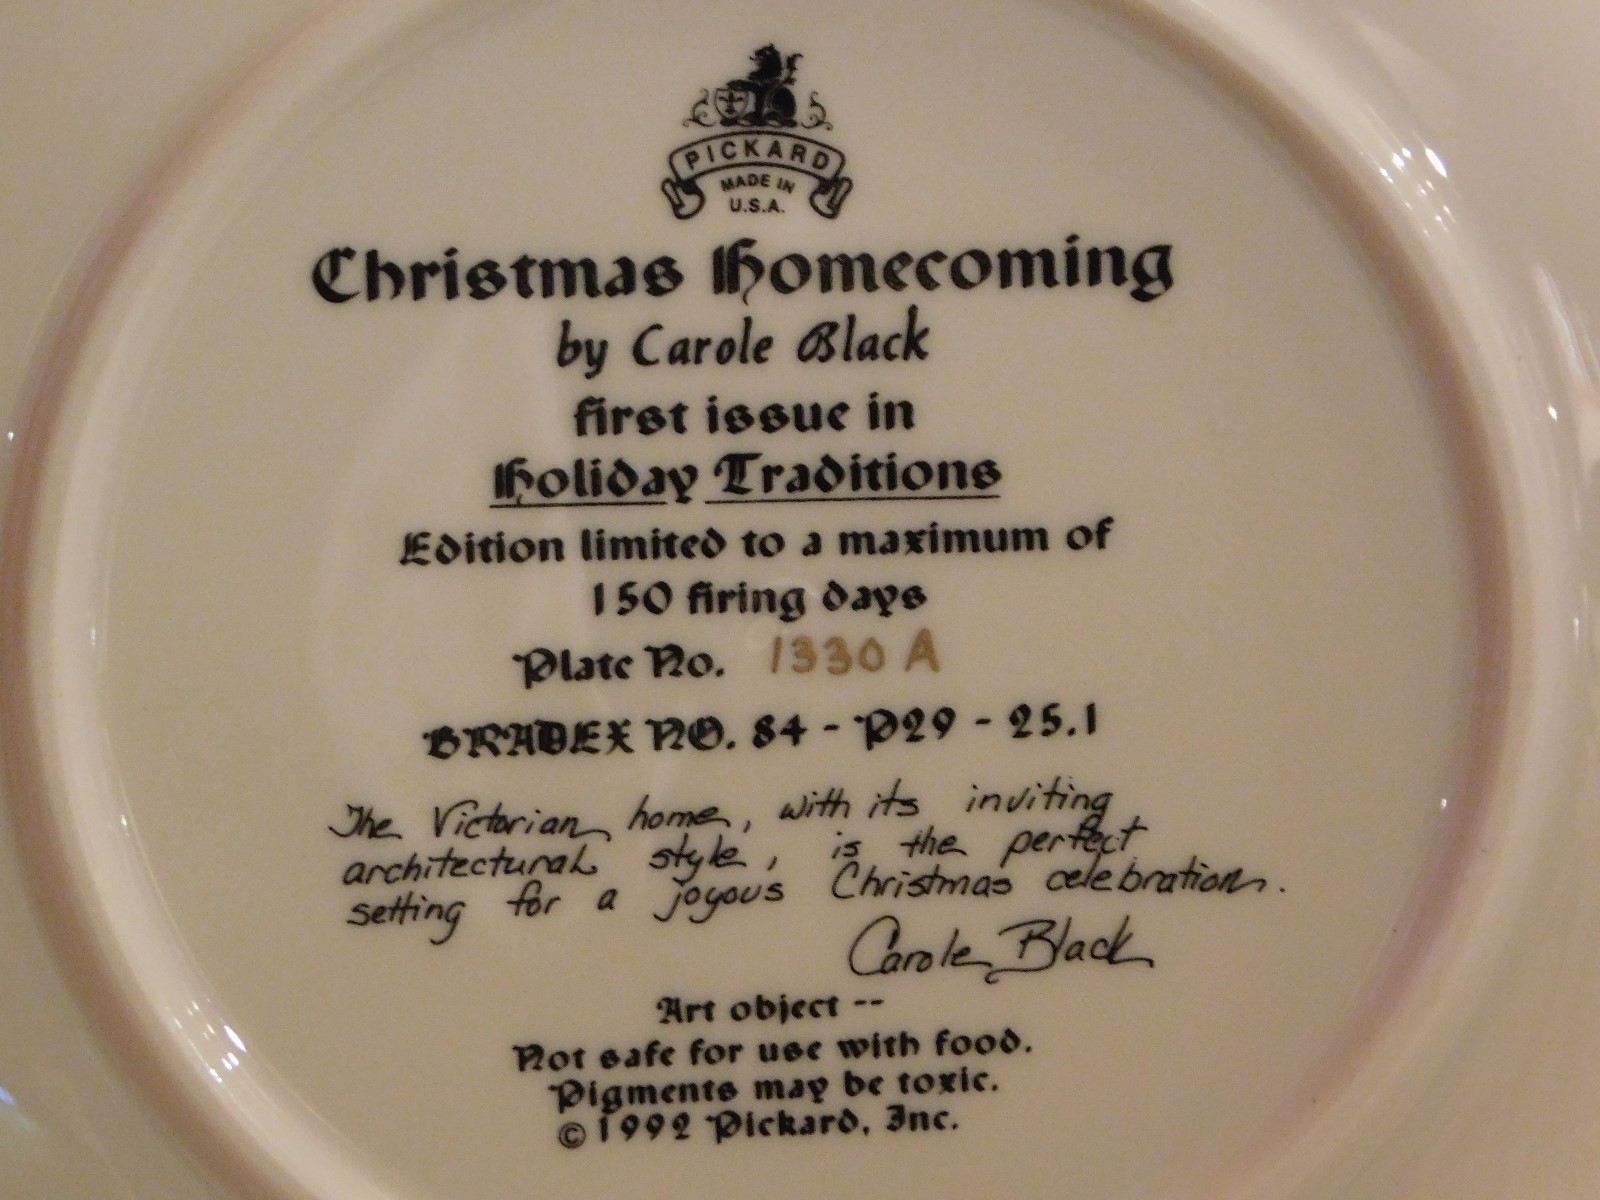 PICKARD
MADE IN
U.S.A.
Christmas Homecoming
by Carole Black
first issue in
Holiday Traditions
Edition limited to a maximum of
150 firing days
Plate No. 1330 A
BRADEX NO. 84 - P29 - 25.1
The Victorian home, with its inviting
architectural style, is the perfect
setting for a joyous Christmas celebration.
Carole Black
Art object --
Not safe for use with food.
Pigments may be toxic.
©1992 Pickard, Inc.